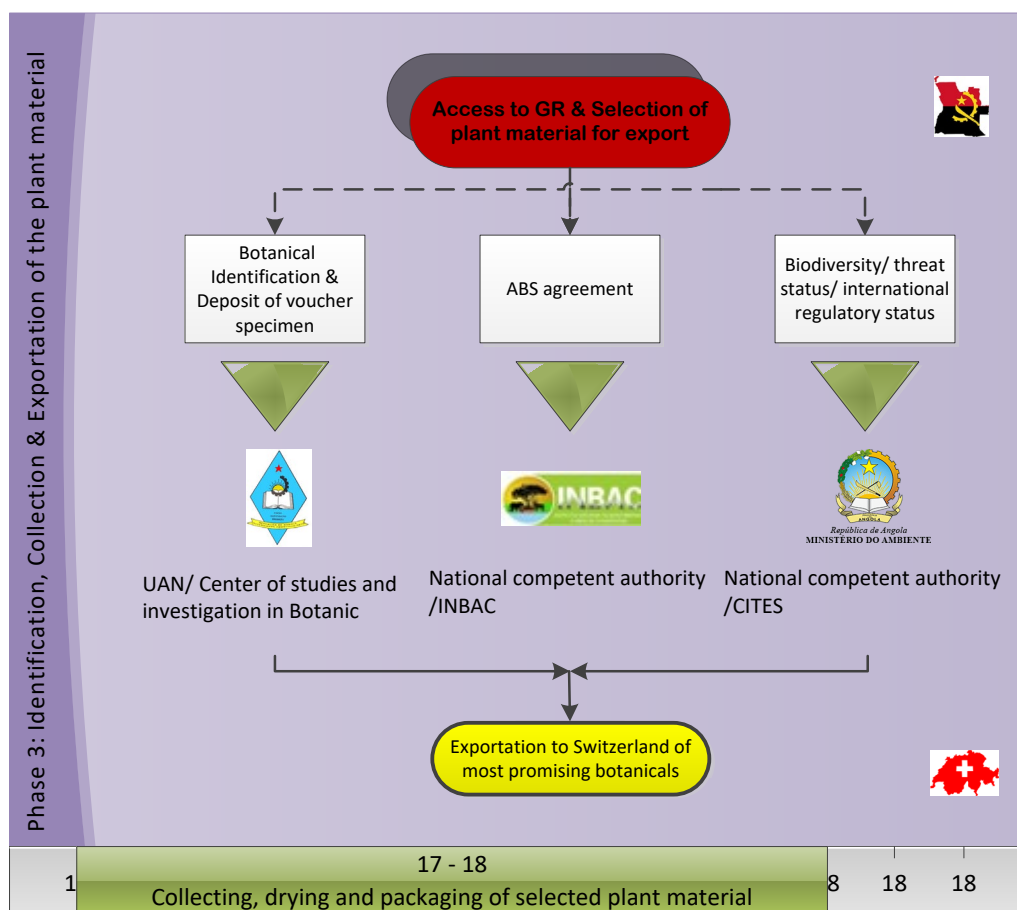 Phase 3: Identification, Collection & Exportation of the plant material
Access to GR & Selection of
plant material for export
Botanical
Identification &
Deposit of voucher
specimen
ABS agreement
Biodiversity/ threat
status/ international
regulatory status
INBAC
ANGOLA
República de Angola
MINISTÉRIO DO AMBIENTE
UAN/ Center of studies and
investigation in Botanic
National competent authority
/INBAC
National competent authority
/CITES
Exportation to Switzerland of
most promising botanicals
17 - 18
1
8
18
18
Collecting, drying and packaging of selected plant material